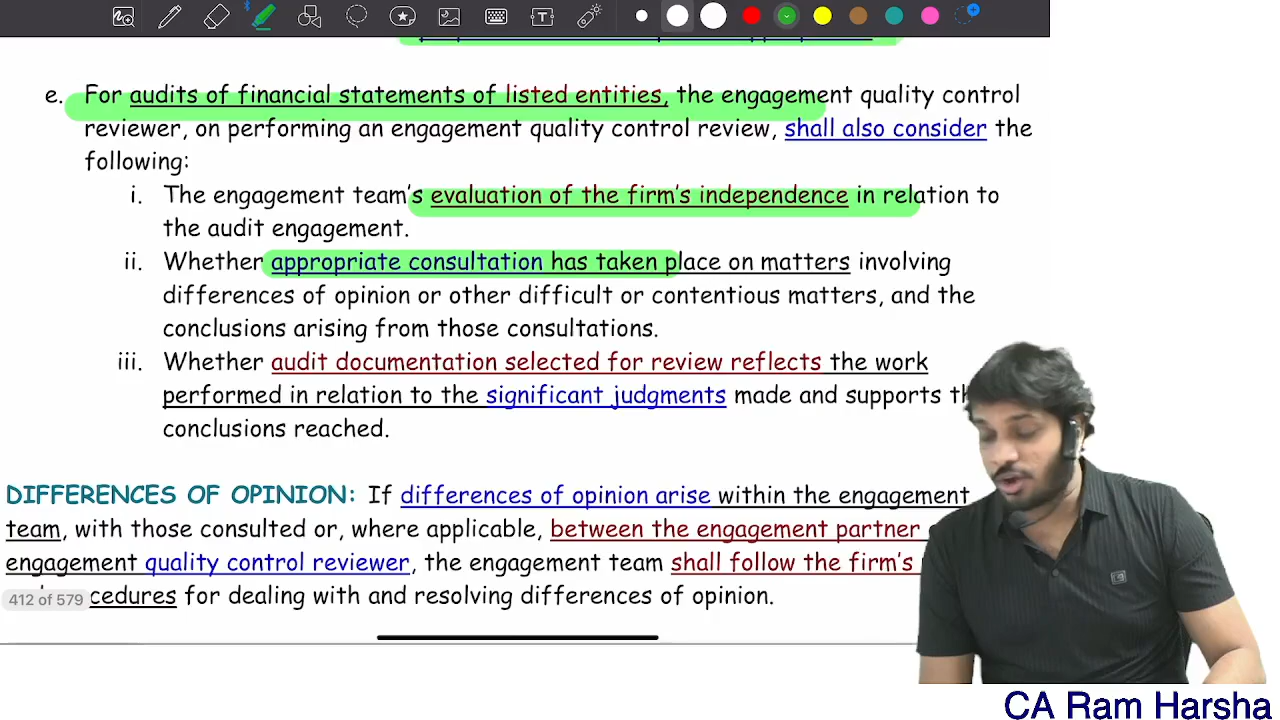 e. For audits of financial statements of listed entities, the engagement quality control
reviewer, on performing an engagement quality control review, shall also consider the
following:
i. The engagement team's evaluation of the firm's independence in relation to
the audit engagement.
ii. Whether appropriate consultation has taken place on matters involving
differences of opinion or other difficult or contentious matters, and the
conclusions arising from those consultations.
iii. Whether audit documentation selected for review reflects the work
performed in relation to the significant judgments made and supports
conclusions reached.
DIFFERENCES OF OPINION: If differences of opinion arise within the engagement
team, with those consulted or, where applicable, between the engagement partner
engagement quality control reviewer, the engagement team shall follow the firm's
412 of 579 cedures for dealing with and resolving differences of opinion.
CA Ram Harsha